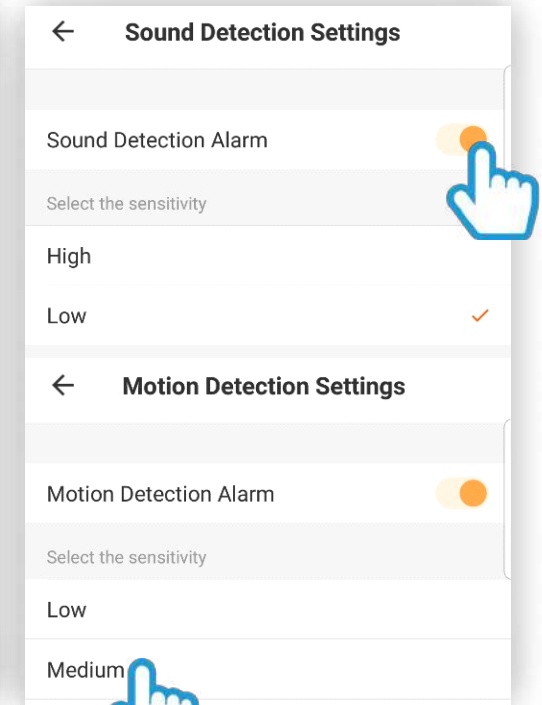 Sound Detection Settings
Sound Detection Alarm
Select the sensitivity
High
Low
Motion Detection Settings
Motion Detection Alarm
Select the sensitivity
Low
Medium